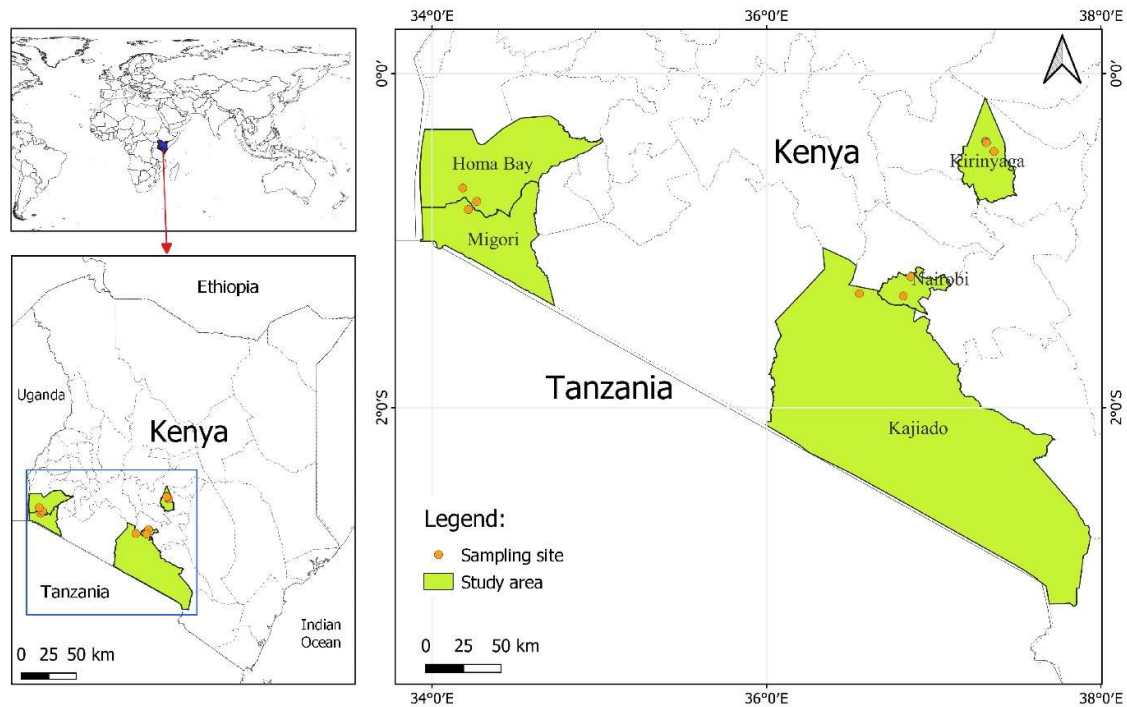 34°0'E 36°0'E 38°0'E
0°0'
0°0'
Kenya
Homa Bay
Kirinyaga
Migori
Nairobi
Ethiopia
Tanzania
2°0'S
2°0'S
Uganda
Kajiado
Kenya
Legend:
Sampling site
Study area
Tanzania
Indian
Ocean
0 25 50 km
0 25 50 km
34°0'E 36°0'E 38°0'E